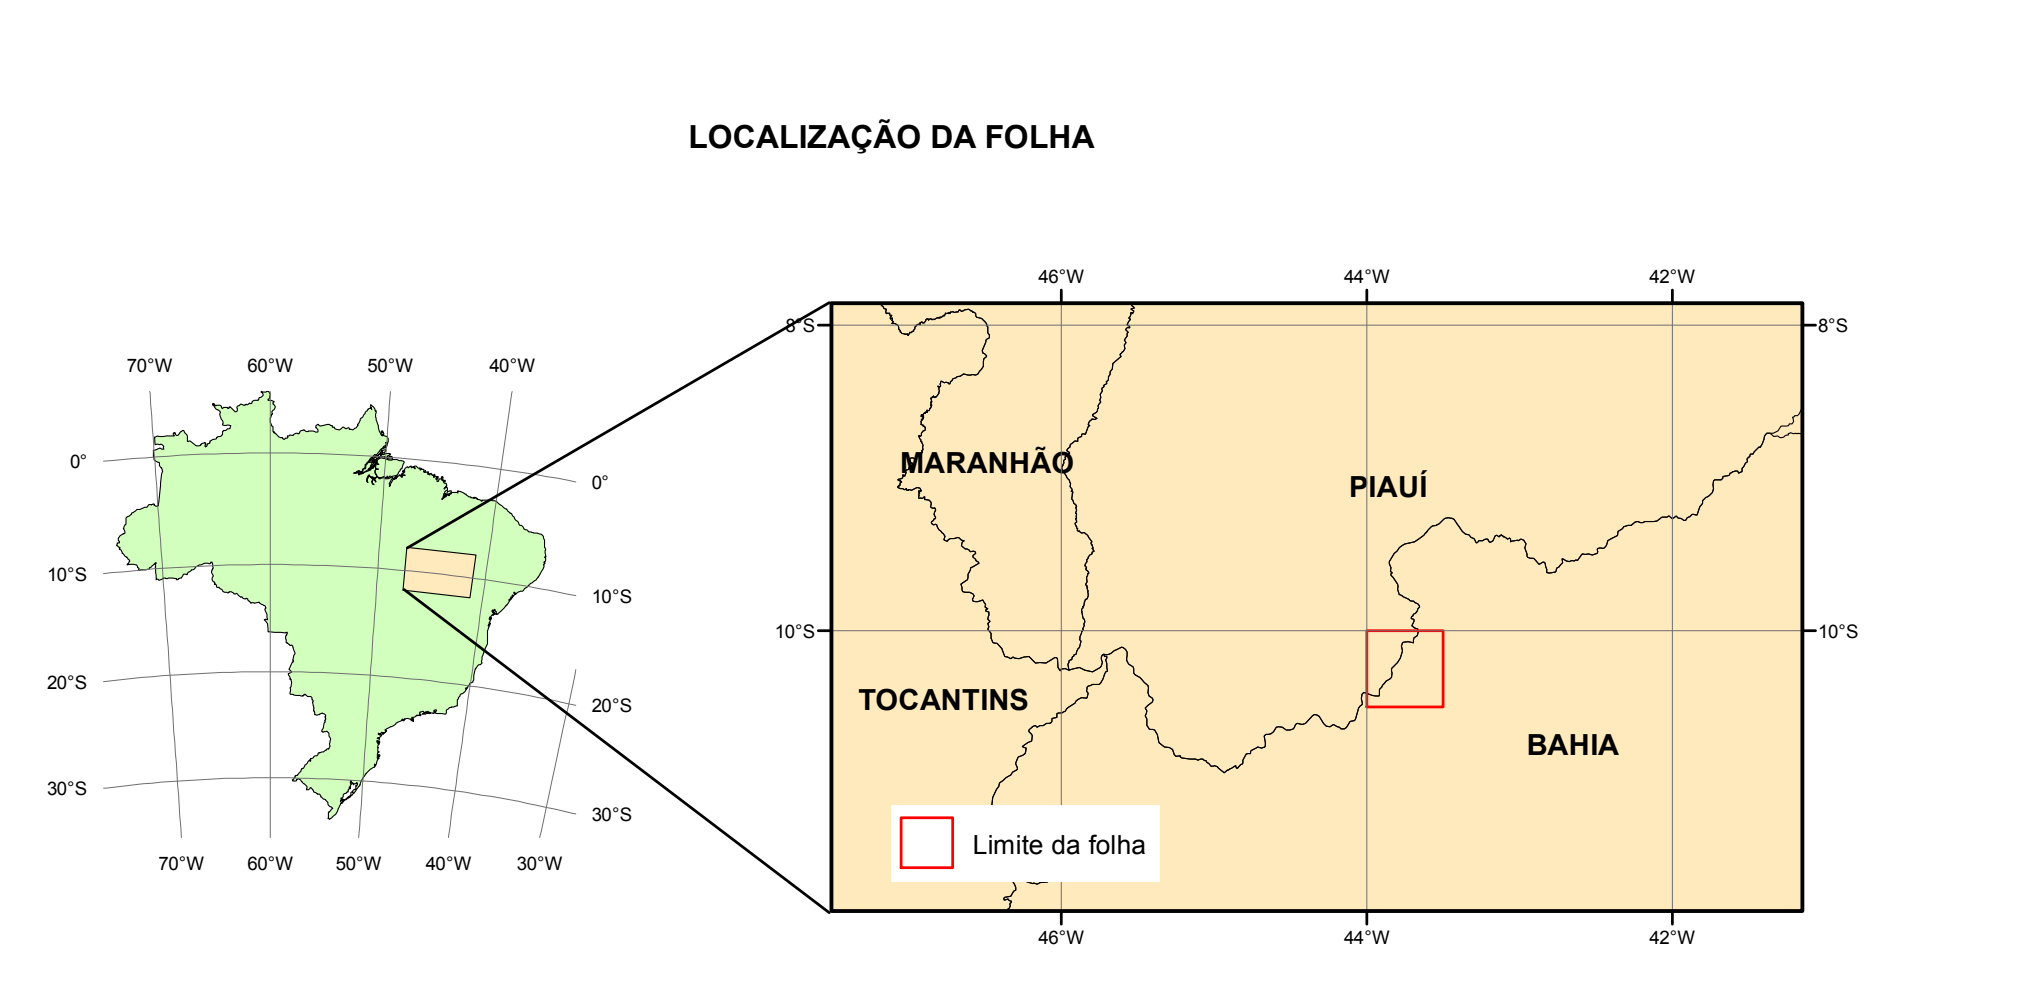 LOCALIZAÇÃO DA FOLHA
46°W 44°W 42°W
8°S 8°S
70°W 60°W 50°W 40°W
0° 0°
MARANHÃO
PIAUÍ
10°S 10°S
10°S 10°S
20°S 20°S
TOCANTINS
BAHIA
30°S 30°S
Limite da folha
70°W 60°W 50°W 40°W 30°W
46°W 44°W 42°W